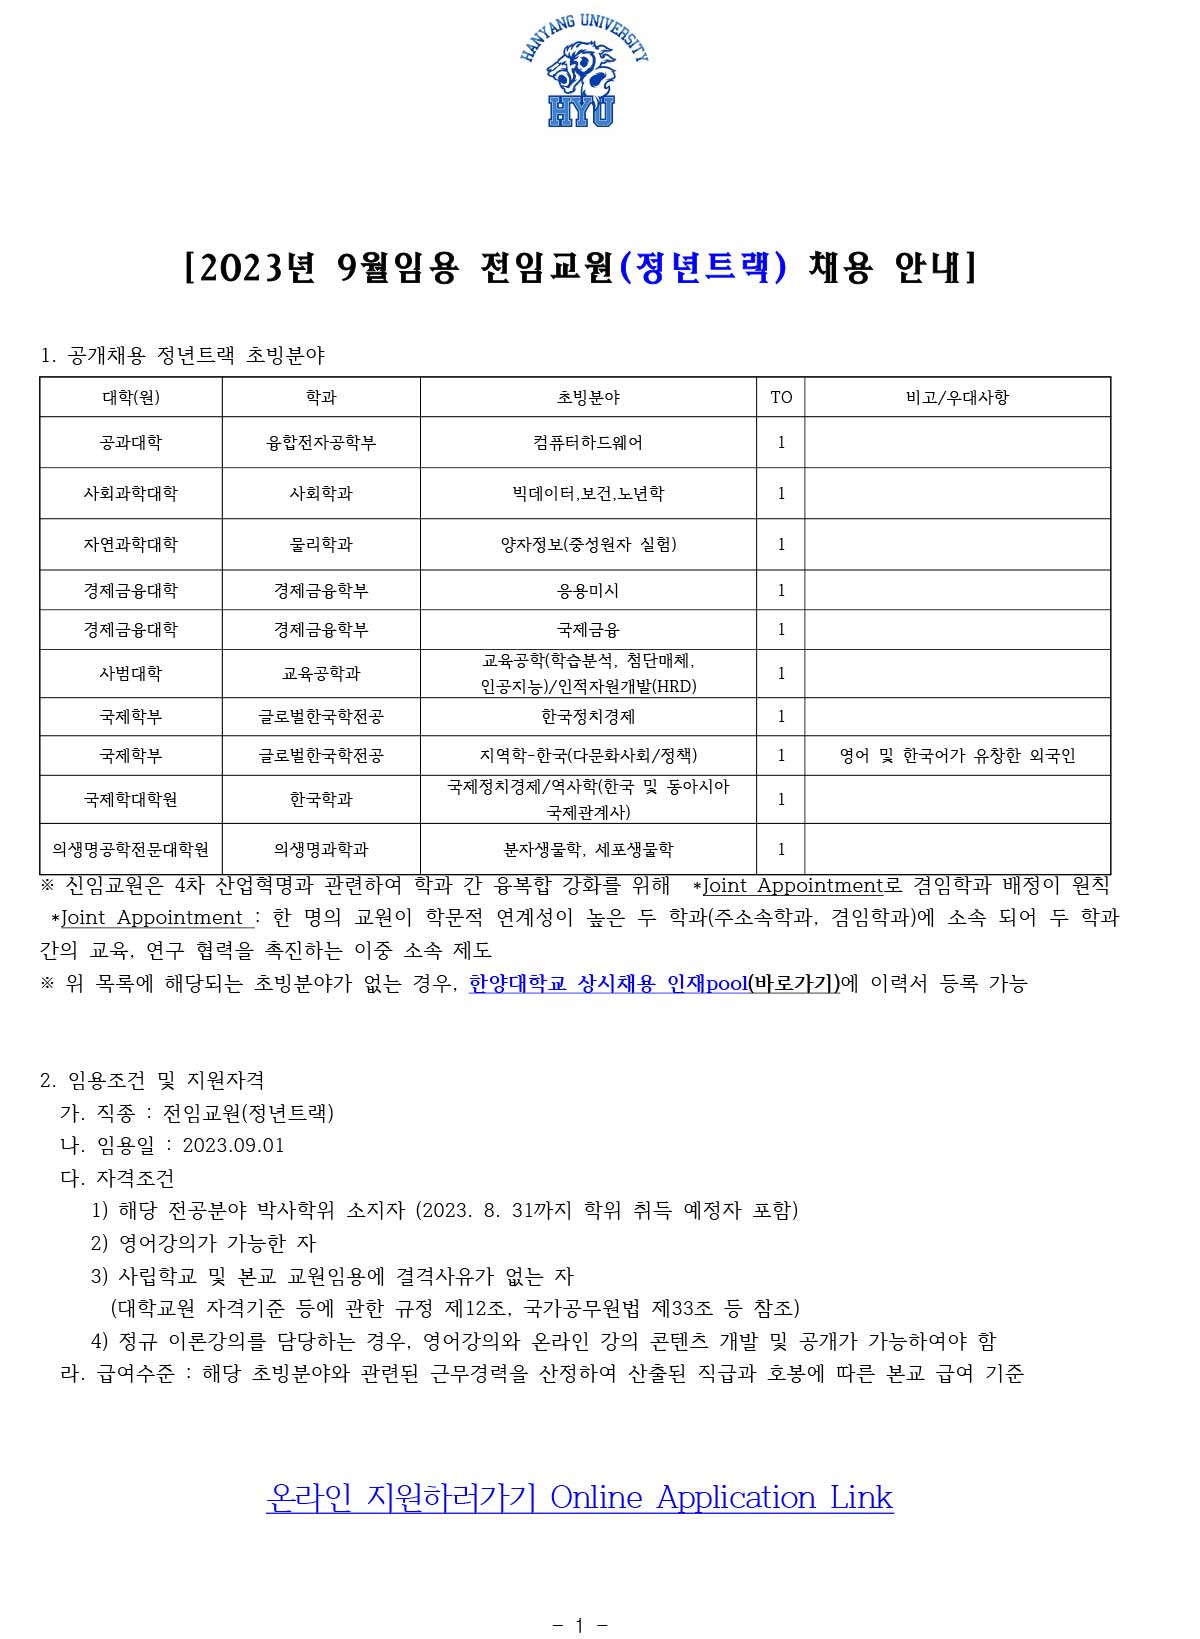 HANYANG UNIVERSITY
HYU
[2023년 9월임용 전임교원(정년트랙) 채용 안내]
1. 공개채용 정년트랙 초빙분야
대학(원) 학과 초빙분야 TO 비고/우대사항
공과대학 융합전자공학부 컴퓨터하드웨어 1
사회과학대학 사회학과 빅데이터,보건,노년학 1
자연과학대학 물리학과 양자정보(중성원자 실험) 1
경제금융대학 경제금융학부 응용미시 1
경제금융대학 경제금융학부 국제금융 1
사범대학 교육공학과 교육공학(학습분석, 첨단매체,
인공지능)/인적자원개발(HRD) 1
국제학부 글로벌한국학전공 한국정치경제 1
국제학부 글로벌한국학전공 지역학-한국(다문화사회/정책) 1 영어 및 한국어가 유창한 외국인
국제학대학원 한국학과 국제정치경제/역사학(한국 및 동아시아
국제관계사) 1
의생명공학전문대학원 의생명과학과 분자생물학, 세포생물학 1
※ 신임교원은 4차 산업혁명과 관련하여 학과 간 융복합 강화를 위해 *Joint Appointment로 겸임학과 배정이 원칙
*Joint Appointment : 한 명의 교원이 학문적 연계성이 높은 두 학과(주소속학과, 겸임학과)에 소속 되어 두 학과
간의 교육, 연구 협력을 촉진하는 이중 소속 제도
※ 위 목록에 해당되는 초빙분야가 없는 경우, 한양대학교 상시채용 인재pool(바로가기)에 이력서 등록 가능
2. 임용조건 및 지원자격
가. 직종 : 전임교원(정년트랙)
나. 임용일 : 2023.09.01
다. 자격조건
1) 해당 전공분야 박사학위 소지자 (2023. 8. 31까지 학위 취득 예정자 포함)
2) 영어강의가 가능한 자
3) 사립학교 및 본교 교원임용에 결격사유가 없는 자
(대학교원 자격기준 등에 관한 규정 제12조, 국가공무원법 제33조 등 참조)
4) 정규 이론강의를 담당하는 경우, 영어강의와 온라인 강의 콘텐츠 개발 및 공개가 가능하여야 함
라. 급여수준 : 해당 초빙분야와 관련된 근무경력을 산정하여 산출된 직급과 호봉에 따른 본교 급여 기준
온라인 지원하러가기 Online Application Link
- 1 -